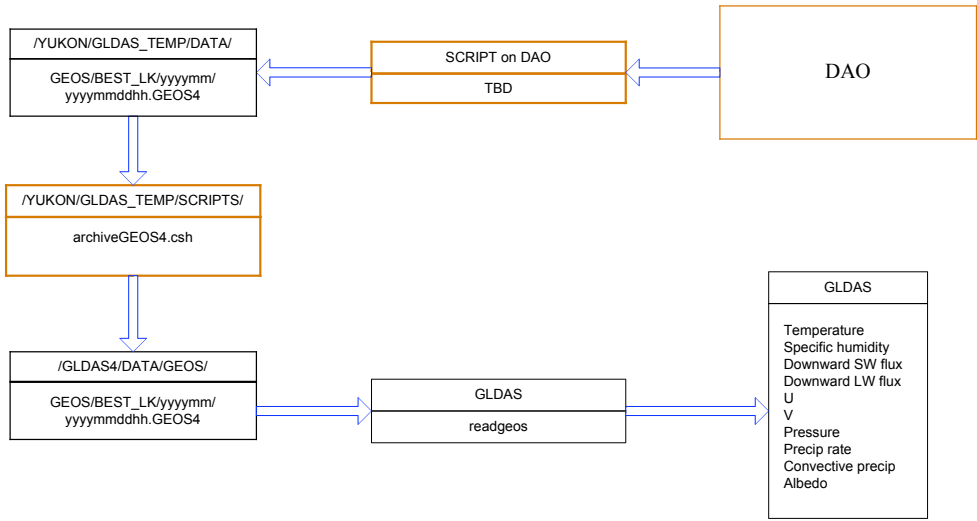 /YUKON/GLDAS_TEMP/DATA/
GEOS/BEST_LK/yyyymm/
yyyymmddhh.GEOS4
SCRIPT on DAO
TBD
DAO
/YUKON/GLDAS_TEMP/SCRIPTS/
archiveGEOS4.csh
/GLDAS4/DATA/GEOS/
GEOS/BEST_LK/yyyymm/
yyyymmddhh.GEOS4
GLDAS
readgeos
GLDAS
Temperature
Specific humidity
Downward SW flux
Downward LW flux
U
V
Pressure
Precip rate
Convective precip
Albedo